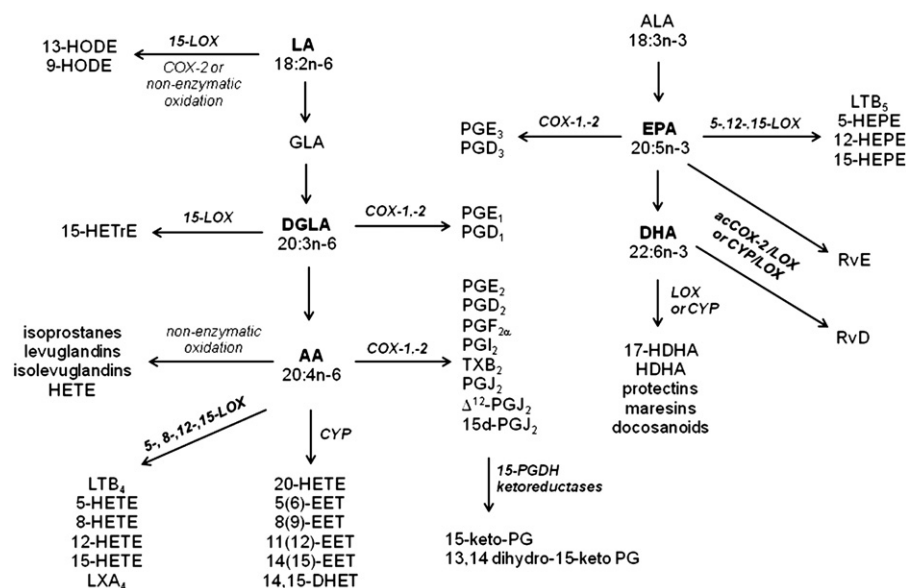 13-HODE
9-HODE
15-LOX
COX-2 or
non-enzymatic
oxidation
LA
18:2n-6
GLA
15-HETrE
15-LOX
DGLA
20:3n-6
COX-1,-2
PGE₁
PGD₁
isoprostanes
levuglandins
isolevuglandins
HETE
non-enzymatic
oxidation
AA
20:4n-6
COX-1,-2
PGE₂
PGD₂
PGF₂α
PGI₂
TXB₂
PGJ₂
Δ¹²-PGJ₂
15d-PGJ₂
5-, 8-,12-,15-LOX
LTB₄
5-HETE
8-HETE
12-HETE
15-HETE
LXA₄
CYP
20-HETE
5(6)-EET
8(9)-EET
11(12)-EET
14(15)-EET
14,15-DHET
15-PGDH
ketoreductases
15-keto-PG
13,14 dihydro-15-keto PG
ALA
18:3n-3
PGE₃
PGD₃
COX-1,-2
EPA
20:5n-3
5-,12-,15-LOX
LTB₅
5-HEPE
12-HEPE
15-HEPE
DHA
22:6n-3
acCOX-2/LOX
or CYP/LOX
RvE
RvD
LOX
or CYP
17-HDHA
HDHA
protectins
maresins
docosanoids